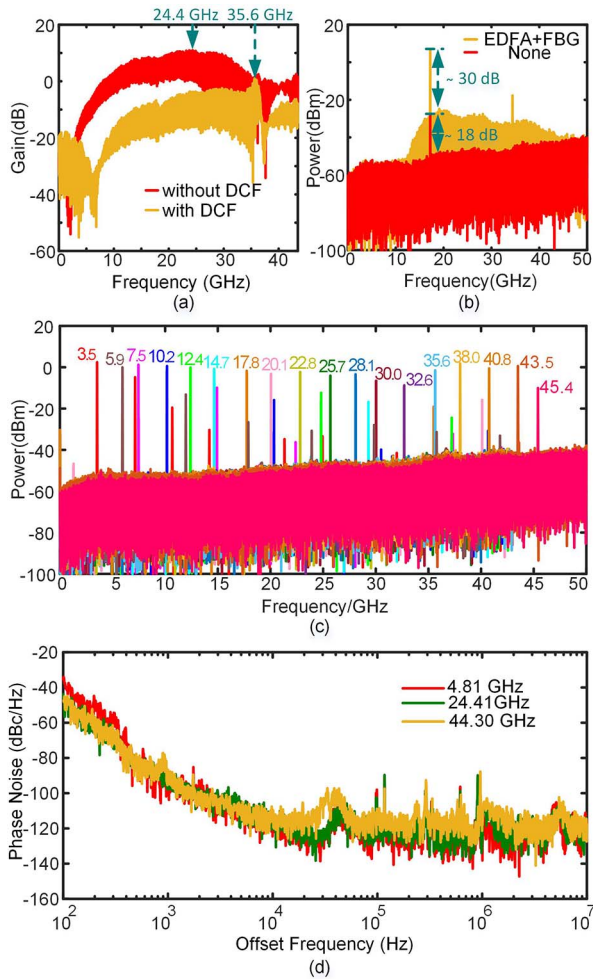 24.4 GHz 35.6 GHz
20
0
-20
-40
-60
Gain(dB)
without DCF
with DCF
0 10 20 30 40
Frequency (GHz)
(a)
20
-20
-60
-100
Power(dBm)
EDFA+FBG
None
~ 30 dB
~ 18 dB
0 10 20 30 40 50
Frequency(GHz)
(b)
20
0
-20
-40
-60
-80
-100
Power(dBm)
3.5 5.9 7.5 10.2 12.4 14.7 17.8 20.1 22.8 25.7 28.1 30.0 32.6 35.6 38.0 40.8 43.5 45.4
0 5 10 15 20 25 30 35 40 45 50
Frequency/GHz
(c)
-20
-40
-60
-80
-100
-120
-140
-160
Phase Noise (dBc/Hz)
4.81 GHz
24.41GHz
44.30 GHz
10² 10³ 10⁴ 10⁵ 10⁶ 10⁷
Offset Frequency (Hz)
(d)